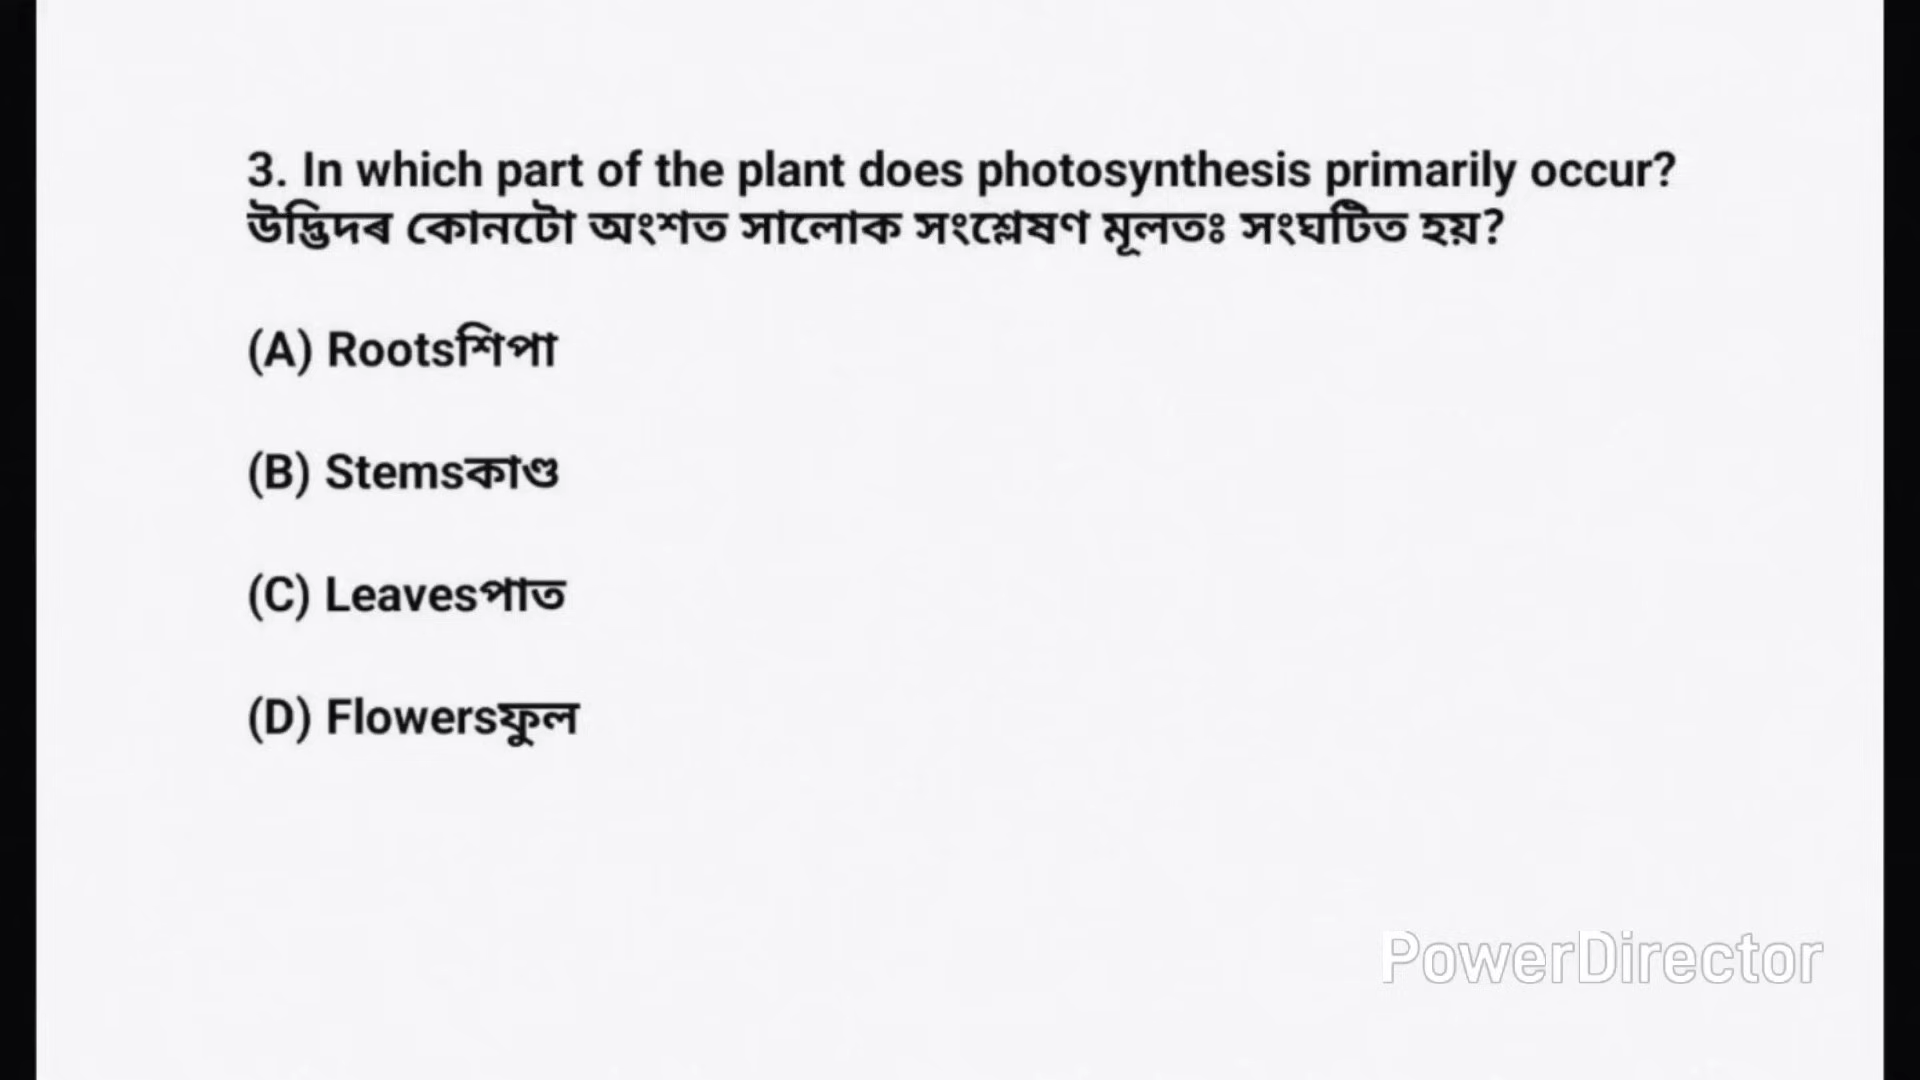 3. In which part of the plant does photosynthesis primarily occur?
উদ্ভিদৰ কোনটো অংশত সালোক সংশ্লেষণ মূলতঃ সংঘটিত হয়?
(A) Rootsশিপা
(B) Stemsকাণ্ড
(C) Leavesপাত
(D) Flowersফুল
PowerDirector